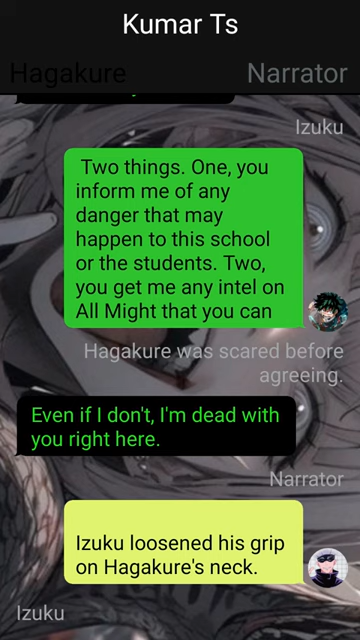 Kumar Ts
Hagakure
Narrator
Izuku
Two things. One, you
inform me of any
danger that may
happen to this school
or the students. Two,
you get me any intel on
All Might that you can
Hagakure was scared before
agreeing.
Even if I don't, I'm dead with
you right here.
Narrator
Izuku loosened his grip
on Hagakure's neck.
Izuku